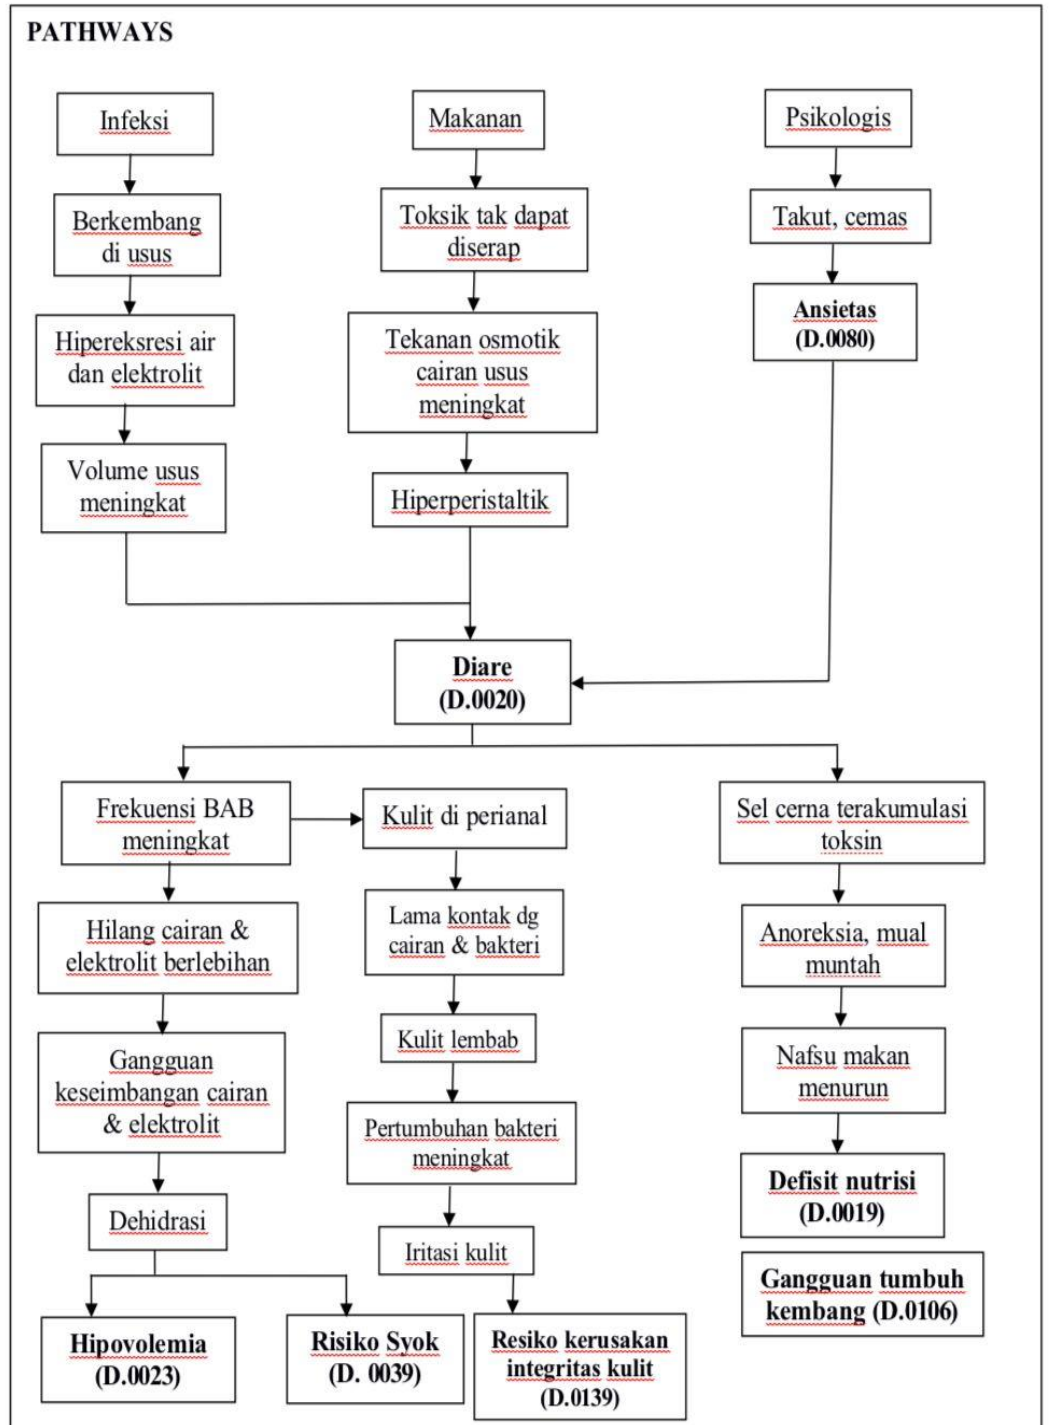 PATHWAYS
Infeksi
Makanan
Psikologis
Berkembang
di usus
Toksik tak dapat
diserap
Takut, cemas
Hipereksresi air
dan elektrolit
Tekanan osmotik
cairan usus
meningkat
Ansietas
(D.0080)
Volume usus
meningkat
Hiperperistaltik
Diare
(D.0020)
Frekuensi BAB
meningkat
Kulit di perianal
Sel cerna terakumulasi
toksin
Hilang cairan &
elektrolit berlebihan
Lama kontak dg
cairan & bakteri
Anoreksia, mual
muntah
Gangguan
keseimbangan cairan
& elektrolit
Kulit lembab
Nafsu makan
menurun
Pertumbuhan bakteri
meningkat
Defisit nutrisi
(D.0019)
Dehidrasi
Iritasi kulit
Gangguan tumbuh
kembang (D.0106)
Hipovolemia
(D.0023)
Risiko Syok
(D. 0039)
Resiko kerusakan
integritas kulit
(D.0139)